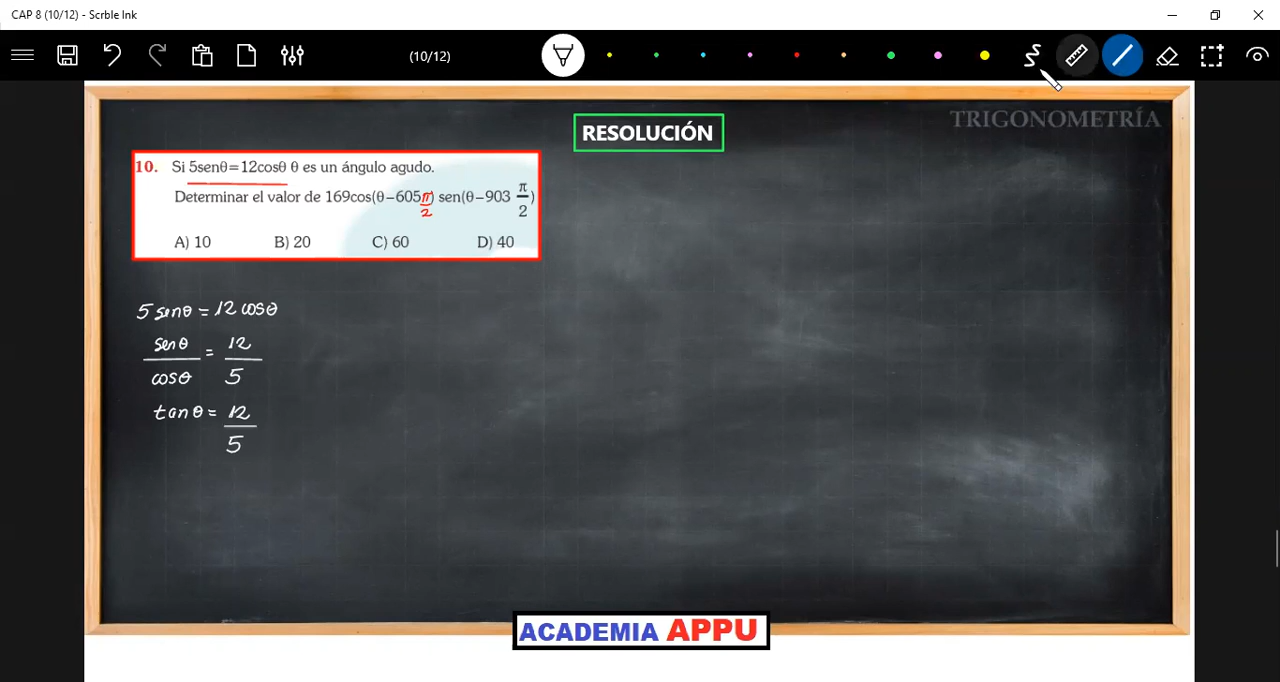 CAP 8 (10/12) - Scrble Ink
(10/12)
TRIGONOMETRÍA
RESOLUCIÓN
10. Si 5senθ=12cosθ θ es un ángulo agudo.
Determinar el valor de 169cos(θ−605π/2) sen(θ−903 π/2)
A) 10 B) 20 C) 60 D) 40
5 senθ = 12 cosθ
senθ/cosθ = 12/5
tanθ = 12/5
ACADEMIA APPU